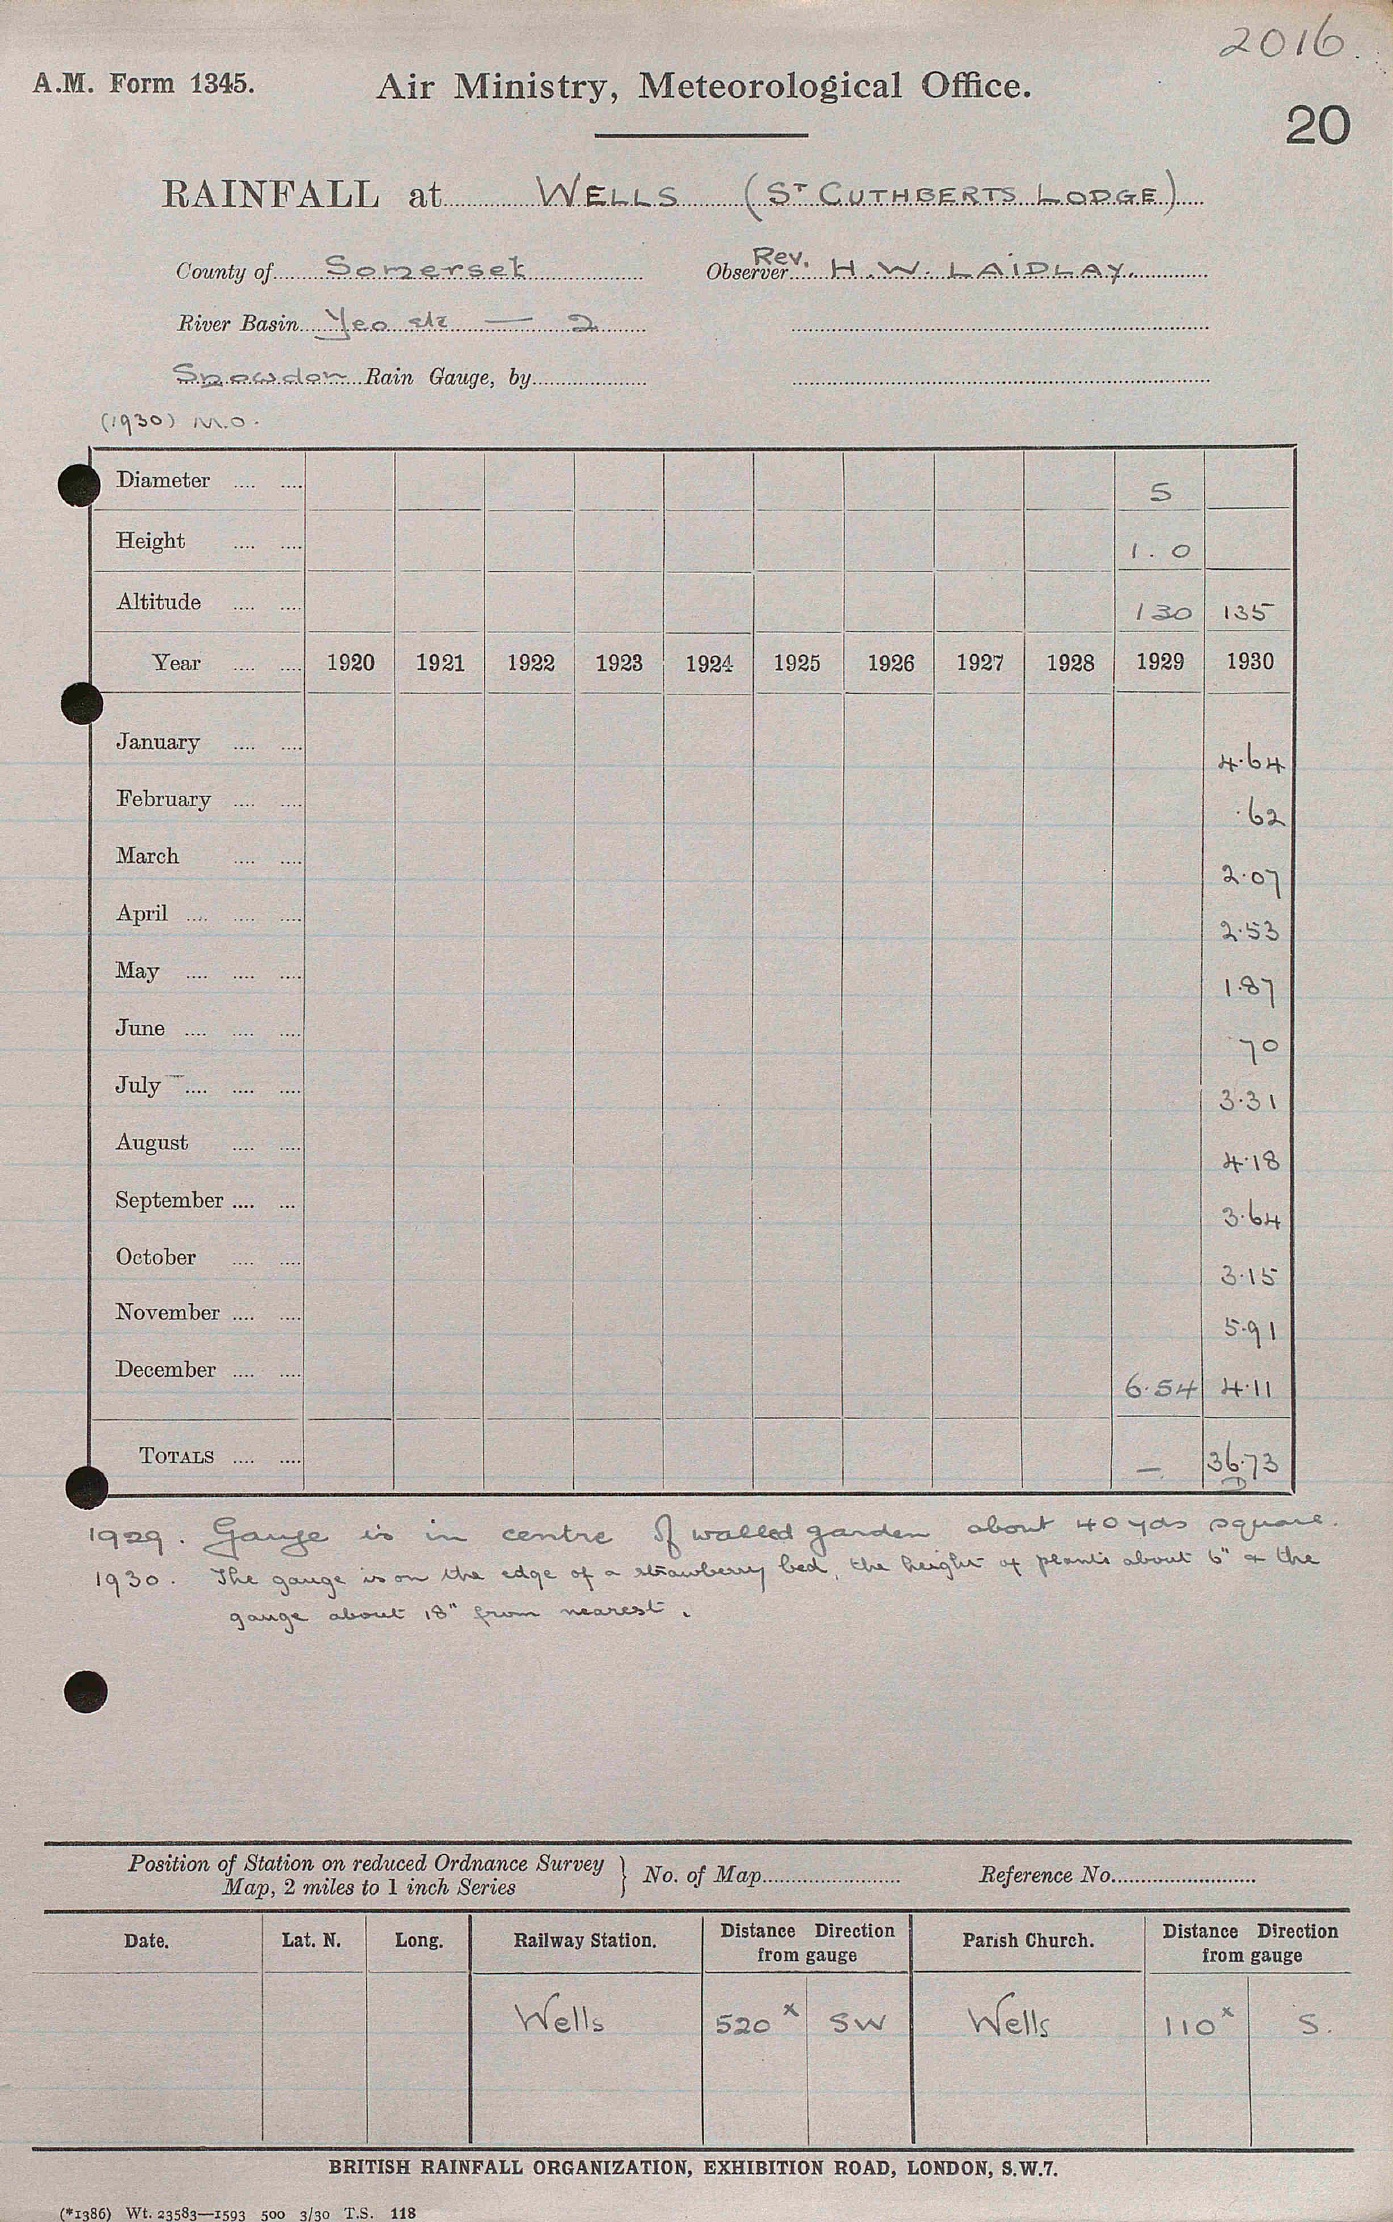 2016.
A.M. Form 1345. Air Ministry, Meteorological Office.
20
RAINFALL at WELLS (ST CUTHBERTS LODGE)
County of Somerset Observer Rev. H.W. LAIDLAY.
River Basin Yeo etc — 2
Snowdon Rain Gauge, by
(1930) M.O.
Diameter .... .... 5
Height .... .... 1.0
Altitude .... .... 130 135
Year .... .... 1920 1921 1922 1923 1924 1925 1926 1927 1928 1929 1930
January .... .... 4.64
February .... .... .62
March .... .... 2.07
April .... .... .... 2.53
May .... .... .... 1.87
June .... .... .... 70
July .... .... .... 3.31
August .... .... 4.18
September .... ... 3.64
October .... .... 3.15
November .... .... 5.91
December .... .... 6.54 4.11
TOTALS .... .... — 36.73
1929. Gauge is in centre of walled garden about 40 yds square.
1930. The gauge is on the edge of a strawberry bed, the height of plants about 6" & the
gauge about 18" from nearest.
Position of Station on reduced Ordnance Survey
Map, 2 miles to 1 inch Series } No. of Map Reference No.
Date. Lat. N. Long. Railway Station. Distance Direction from gauge Parish Church. Distance Direction from gauge
Wells 520x SW Wells 110x S.
BRITISH RAINFALL ORGANIZATION, EXHIBITION ROAD, LONDON, S.W.7.
(*1386) Wt. 23583—1593 500 3/30 T.S. 118